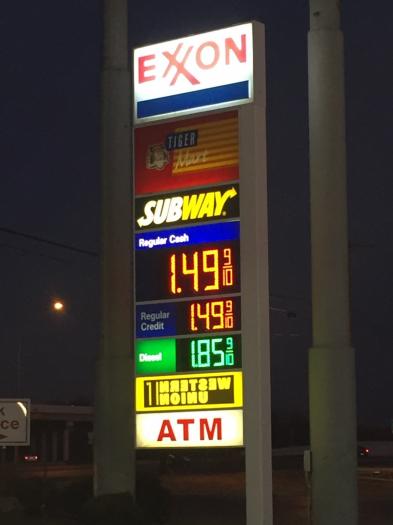 EXXON
TIGER
Mart
SUBWAY
Regular Cash
1.49 9/10
Regular
Credit
1.49 9/10
Diesel
1.85 9/10
WESTERN
UNION
ATM
K
ce